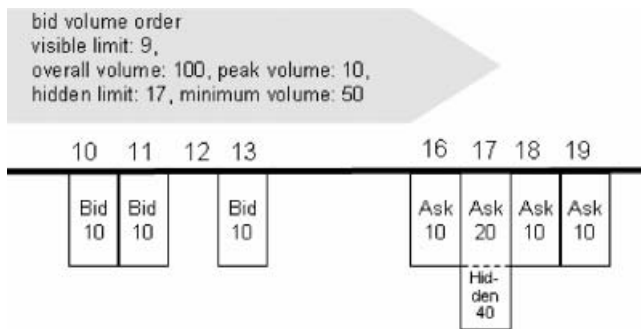 bid volume order
visible limit: 9,
overall volume: 100, peak volume: 10,
hidden limit: 17, minimum volume: 50
10 11 12 13 16 17 18 19
Bid Bid Bid Ask Ask Ask Ask
10 10 10 10 20 10 10
Hid-
den
40